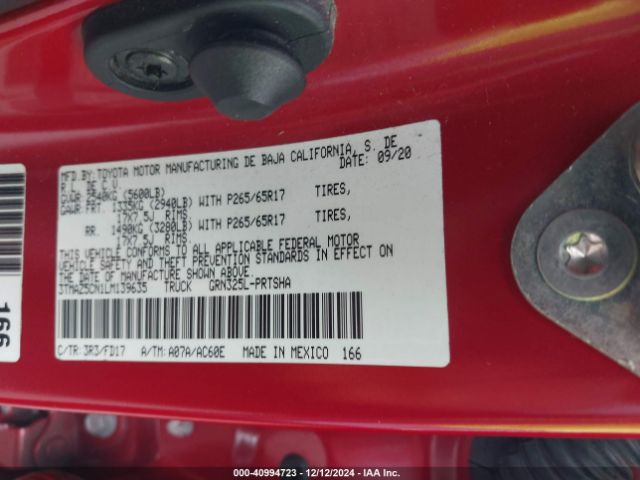 MFD.BY:TOYOTA MOTOR MANUFACTURING DE BAJA CALIFORNIA, S. DE
R.L. DE C.V. DATE: 09/20
GVWR 2540KG (5600LB)
GAWR FRT. 1335KG (2940LB) WITH P265/65R17 TIRES,
17X7.5J RIMS,
RR. 1490KG (3280LB) WITH P265/65R17 TIRES,
17X7.5J RIMS,
THIS VEHICLE CONFORMS TO ALL APPLICABLE FEDERAL MOTOR
VEHICLE SAFETY AND THEFT PREVENTION STANDARDS IN EFFECT ON
THE DATE OF MANUFACTURE SHOWN ABOVE.
3TMAZ5CN1LM139635 TRUCK GRN325L-PRTSHA
C/TR: 3R3/FD17 A/TM: A07A/AC60E MADE IN MEXICO 166
166
000-40994723 - 12/12/2024 - IAA Inc.